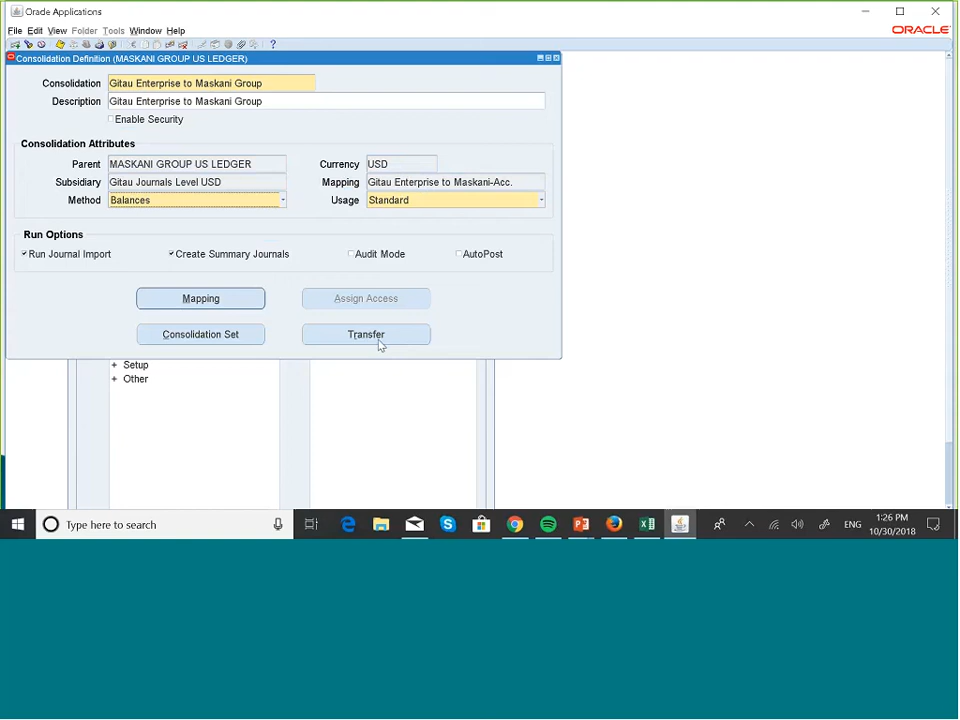 Oracle Applications
File Edit View Folder Tools Window Help
ORACLE
?
Consolidation Definition (MASKANI GROUP US LEDGER)
Consolidation Gitau Enterprise to Maskani Group
Description Gitau Enterprise to Maskani Group
Enable Security
Consolidation Attributes
Parent MASKANI GROUP US LEDGER Currency USD
Subsidiary Gitau Journals Level USD Mapping Gitau Enterprise to Maskani-Acc.
Method Balances Usage Standard
Run Options
Run Journal Import Create Summary Journals Audit Mode AutoPost
Mapping Assign Access
Consolidation Set Transfer
+ Setup
+ Other
Type here to search ENG 1:26 PM
10/30/2018